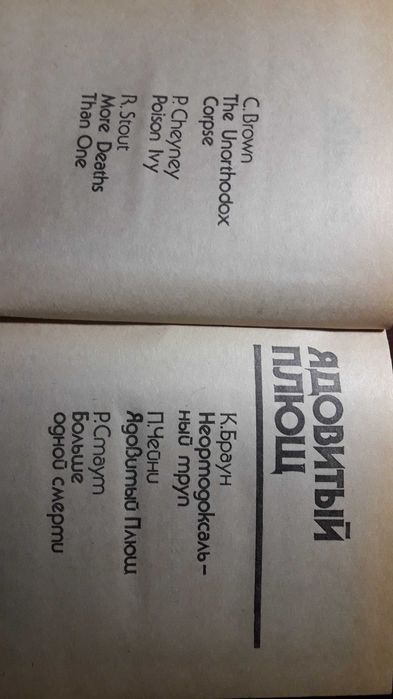 C. Brown
The Unorthodox
Corpse
P. Cheyney
Poison Ivy
R. Stout
More Deaths
Than One
ЯДОВИТЫЙ
ПЛЮЩ
К. Браун
Неортодоксаль-
ный труп
П. Чейни
Ядовитый Плющ
Р. Стаут
Больше
одной смерти